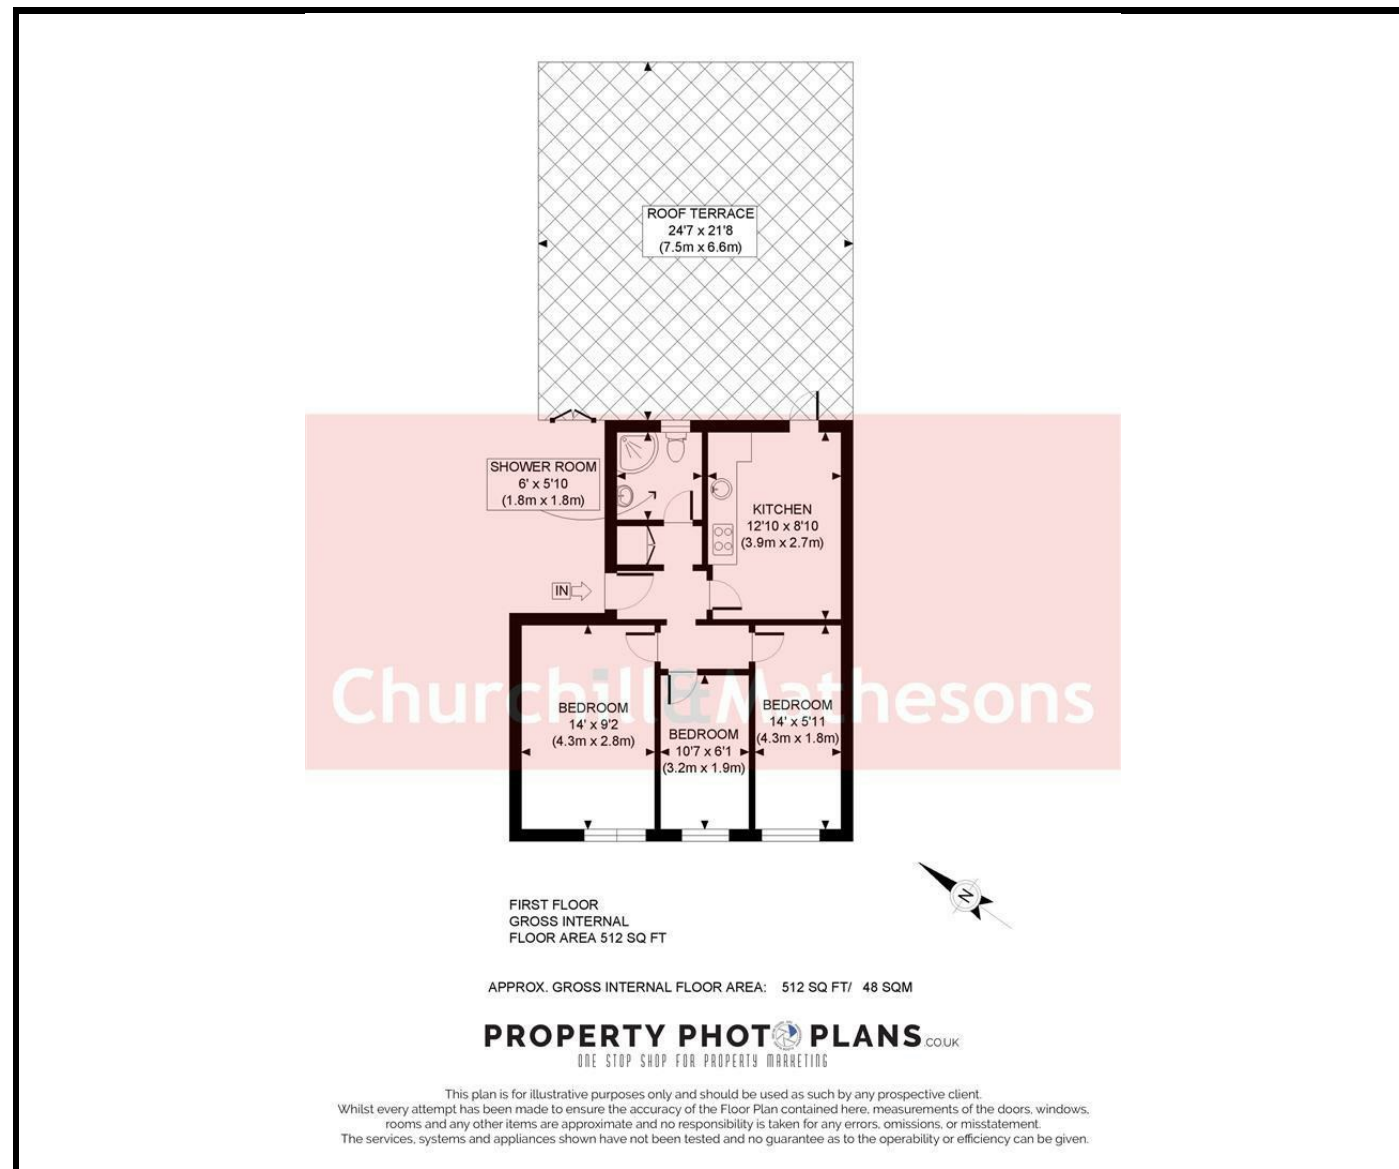 ROOF TERRACE
24'7 x 21'8
(7.5m x 6.6m)
SHOWER ROOM
6' x 5'10
(1.8m x 1.8m)
KITCHEN
12'10 x 8'10
(3.9m x 2.7m)
IN
Churchill & Mathesons
BEDROOM
14' x 9'2
(4.3m x 2.8m)
BEDROOM
10'7 x 6'1
(3.2m x 1.9m)
BEDROOM
14' x 5'11
(4.3m x 1.8m)
N
FIRST FLOOR
GROSS INTERNAL
FLOOR AREA 512 SQ FT
APPROX. GROSS INTERNAL FLOOR AREA: 512 SQ FT/ 48 SQM
PROPERTY PHOTO PLANS.CO.UK
ONE STOP SHOP FOR PROPERTY MARKETING
This plan is for illustrative purposes only and should be used as such by any prospective client.
Whilst every attempt has been made to ensure the accuracy of the Floor Plan contained here, measurements of the doors, windows,
rooms and any other items are approximate and no responsibility is taken for any errors, omissions, or misstatement.
The services, systems and appliances shown have not been tested and no guarantee as to the operability or efficiency can be given.